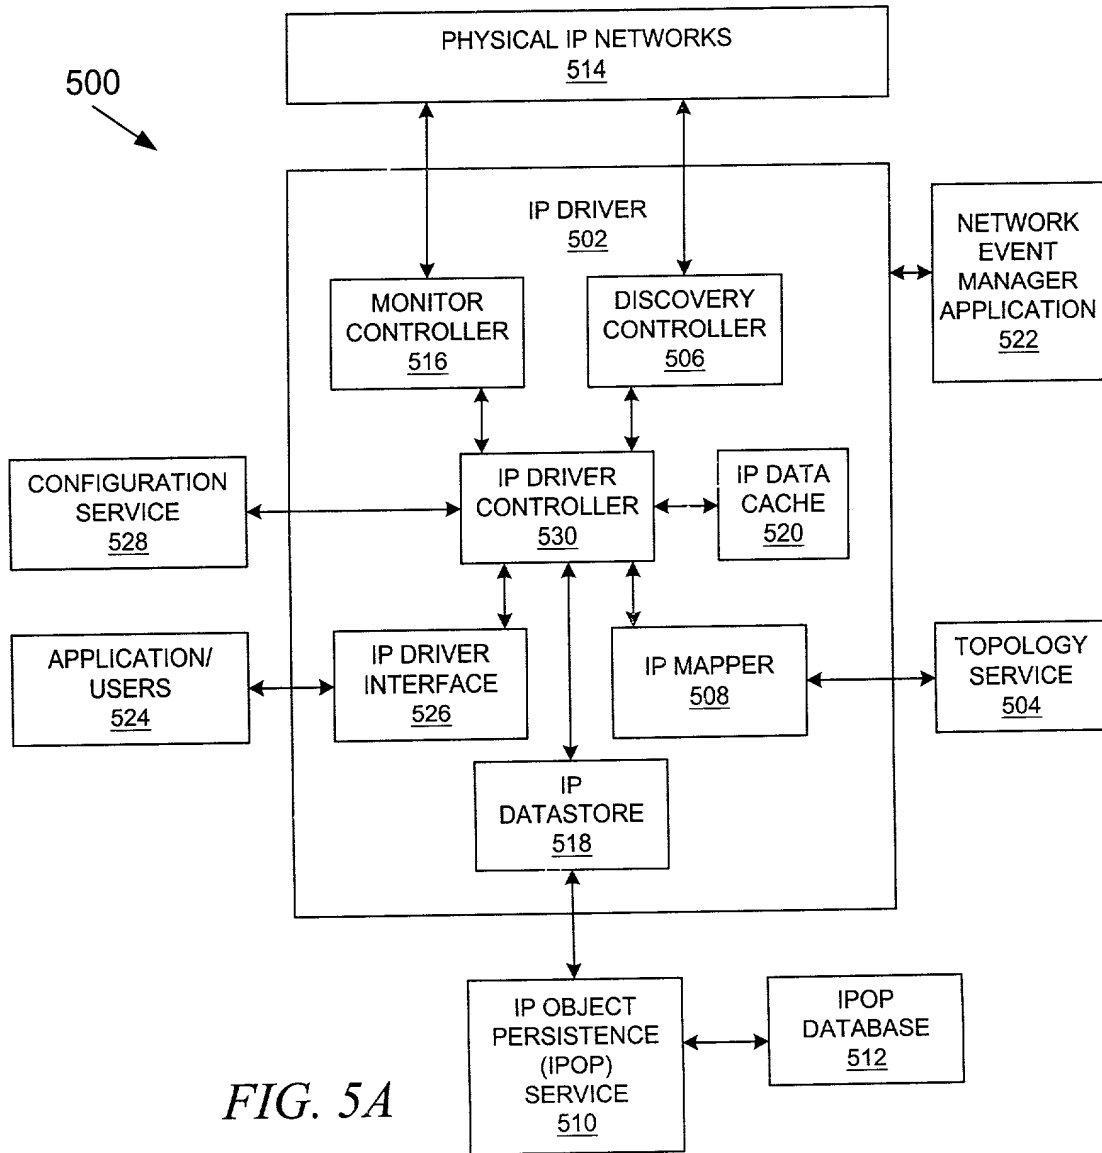 PHYSICAL IP NETWORKS
514
500
IP DRIVER
502
NETWORK
EVENT
MANAGER
APPLICATION
522
MONITOR
CONTROLLER
516
DISCOVERY
CONTROLLER
506
CONFIGURATION
SERVICE
528
IP DRIVER
CONTROLLER
530
IP DATA
CACHE
520
APPLICATION/
USERS
524
IP DRIVER
INTERFACE
526
IP MAPPER
508
TOPOLOGY
SERVICE
504
IP
DATASTORE
518
IP OBJECT
PERSISTENCE
(IPOP)
SERVICE
510
IPOP
DATABASE
512
FIG. 5A